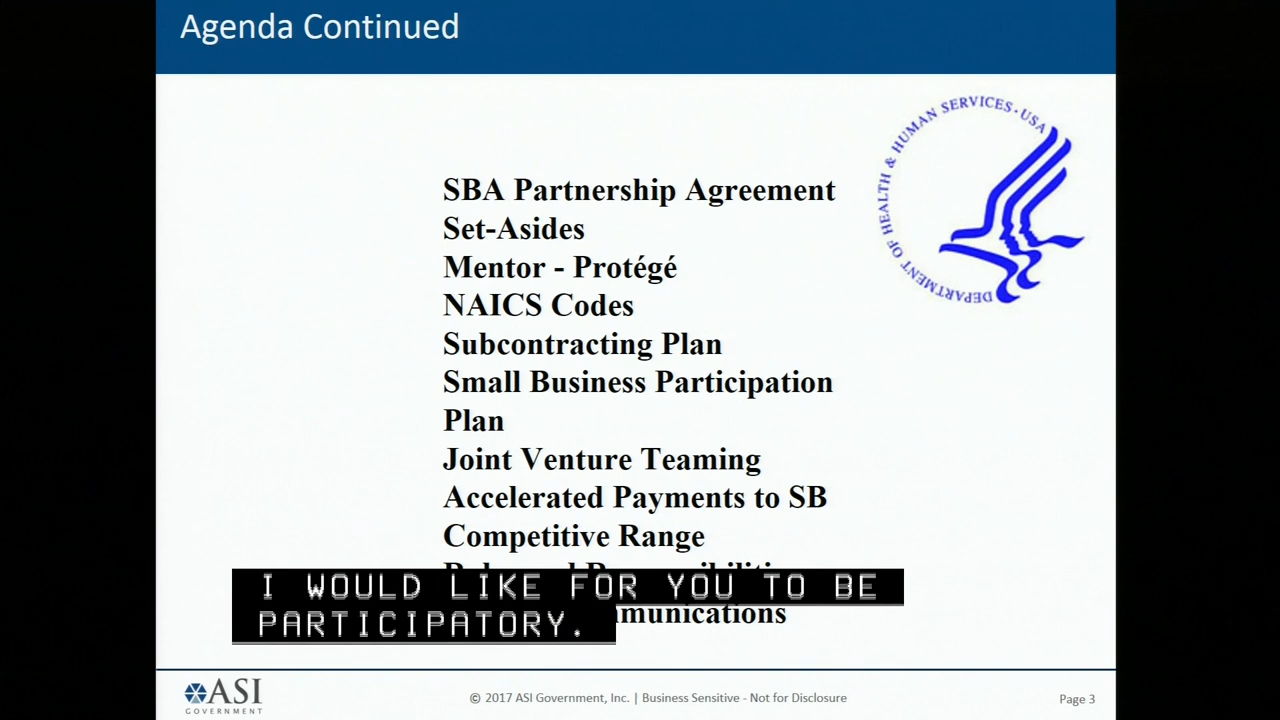 Agenda Continued
DEPARTMENT OF HEALTH & HUMAN SERVICES · USA
SBA Partnership Agreement
Set-Asides
Mentor - Protégé
NAICS Codes
Subcontracting Plan
Small Business Participation
Plan
Joint Venture Teaming
Accelerated Payments to SB
Competitive Range
I WOULD LIKE FOR YOU TO BE
PARTICIPATORY.
ASI
GOVERNMENT
© 2017 ASI Government, Inc. | Business Sensitive - Not for Disclosure
Page 3